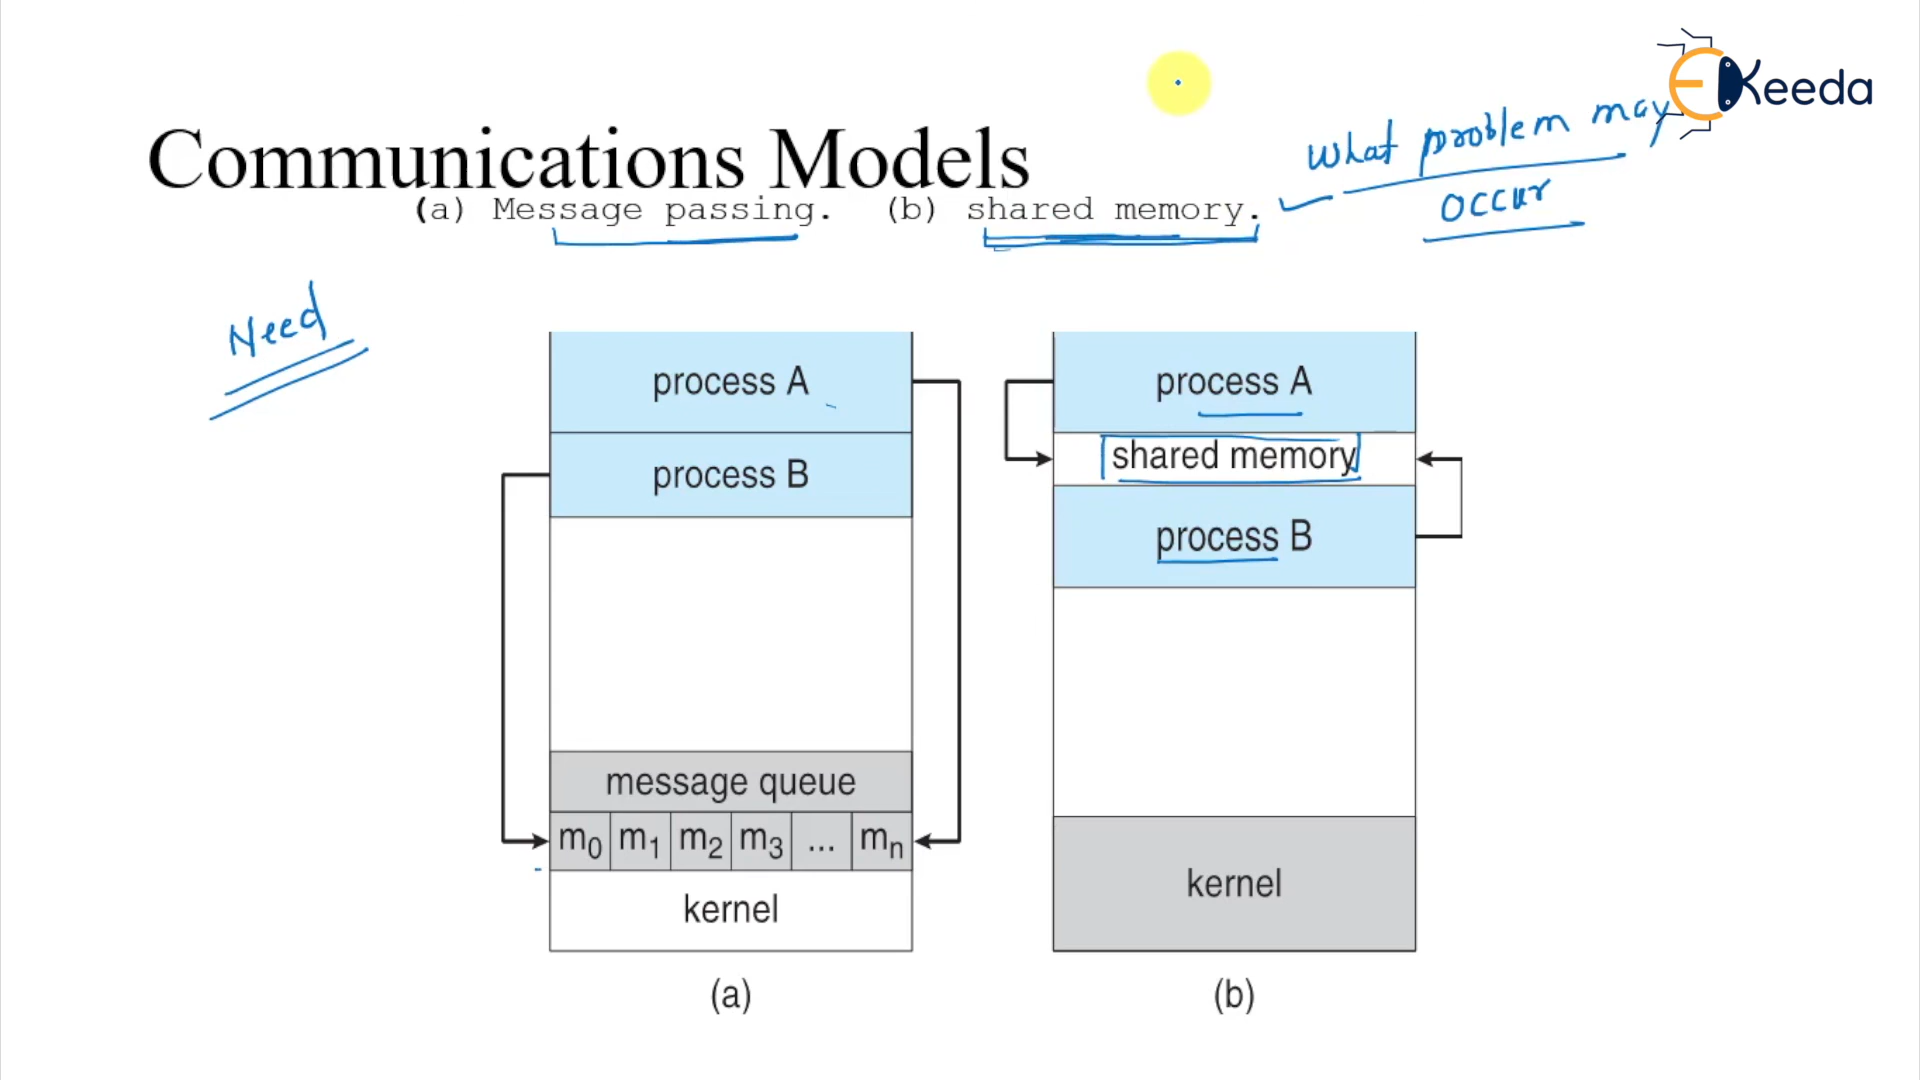 EKeeda
What problem may
occur
Communications Models
(a) Message passing. (b) shared memory.
Need
process A
process B
message queue
m0 m1 m2 m3 ... mn
kernel
(a)
process A
shared memory
process B
kernel
(b)